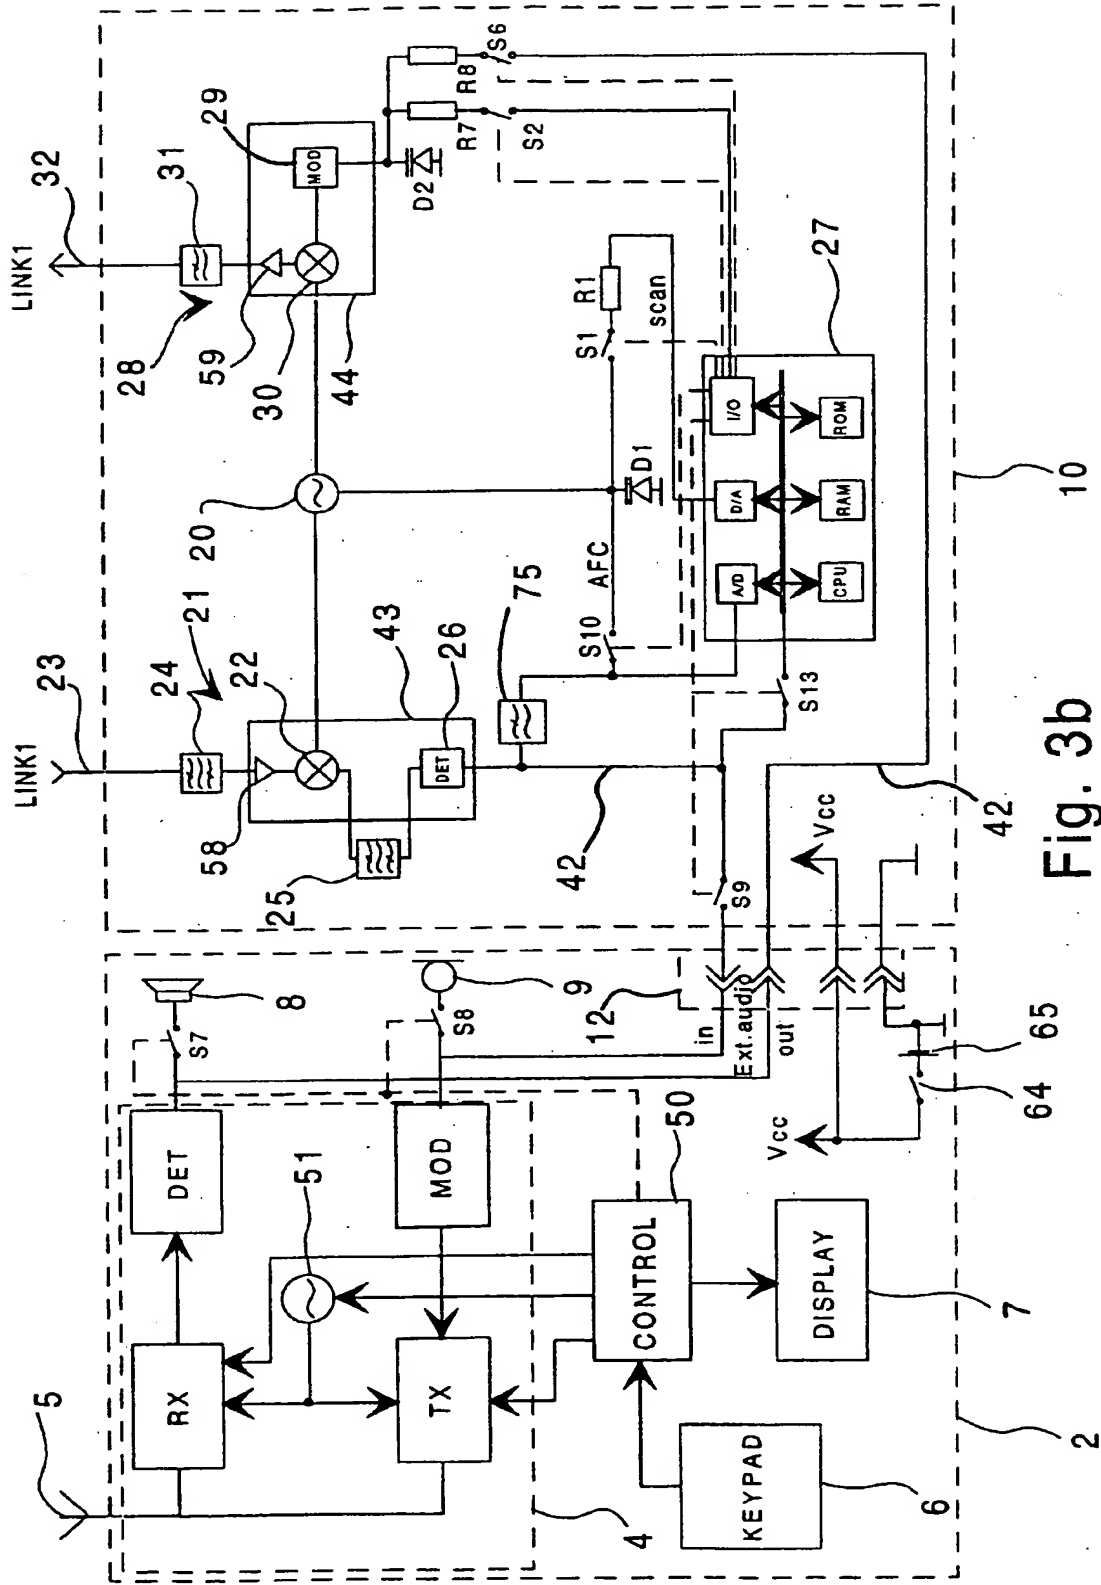 LINK1
23
24
21
58
22
25
43
DET
26
42
75
20
LINK1
32
31
28
59
30
44
29
MOD
D2
R7
R8
S6
S2
S1
R1
scan
D1
AFC
S10
S13
S9
A/D
D/A
I/O
CPU
RAM
ROM
27
10
42
Vcc
5
RX
DET
S7
8
51
TX
MOD
S8
9
4
12
in
Ext.audio
out
CONTROL
50
Vcc
64
65
KEYPAD
6
DISPLAY
7
2
Fig. 3b